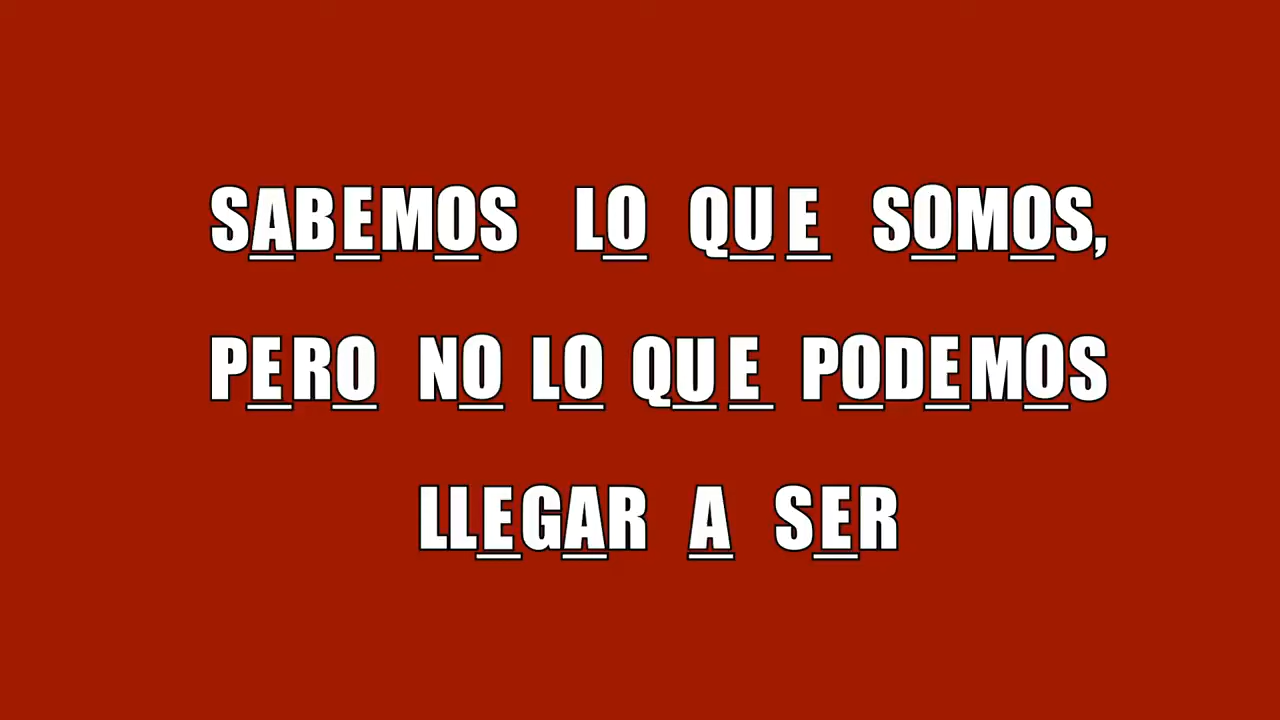 SABEMOS LO QUE SOMOS,
PERO NO LO QUE PODEMOS
LLEGAR A SER